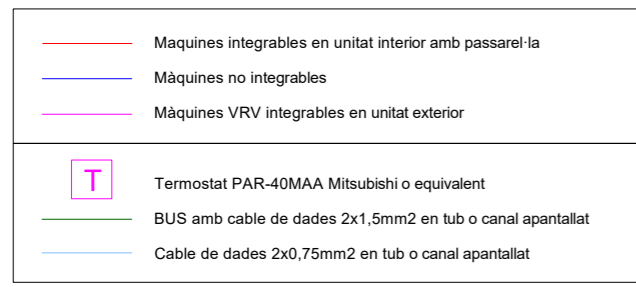 Maquines integrables en unitat interior amb passarel·la
Màquines no integrables
Màquines VRV integrables en unitat exterior
T
Termostat PAR-40MAA Mitsubishi o equivalent
BUS amb cable de dades 2x1,5mm2 en tub o canal apantallat
Cable de dades 2x0,75mm2 en tub o canal apantallat